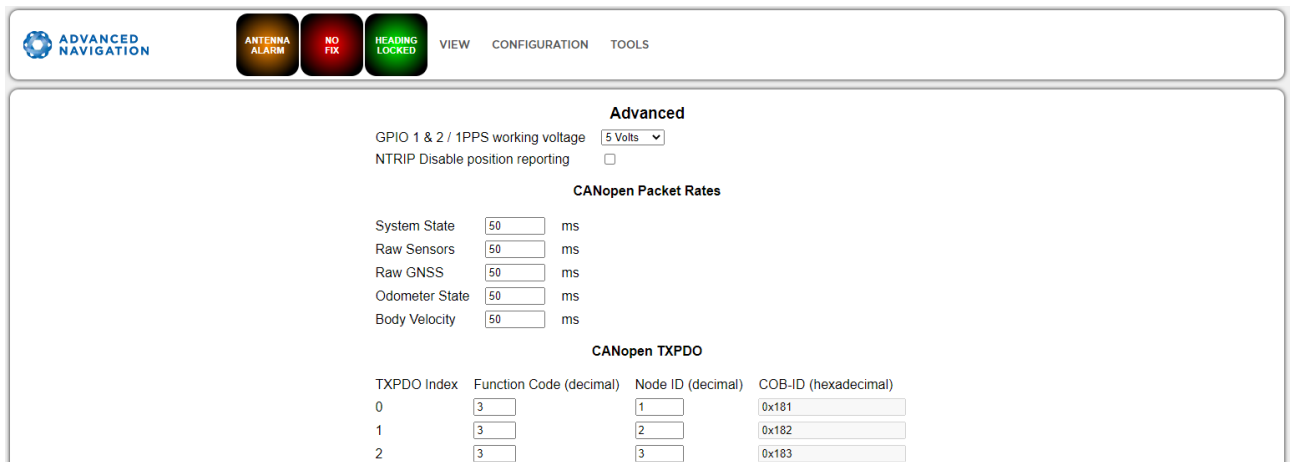 ADVANCED
NAVIGATION
ANTENNA
ALARM
NO
FIX
HEADING
LOCKED
VIEW CONFIGURATION TOOLS
Advanced
GPIO 1 & 2 / 1PPS working voltage 5 Volts
NTRIP Disable position reporting
CANopen Packet Rates
System State 50 ms
Raw Sensors 50 ms
Raw GNSS 50 ms
Odometer State 50 ms
Body Velocity 50 ms
CANopen TXPDO
TXPDO Index Function Code (decimal) Node ID (decimal) COB-ID (hexadecimal)
0 3 1 0x181
1 3 2 0x182
2 3 3 0x183